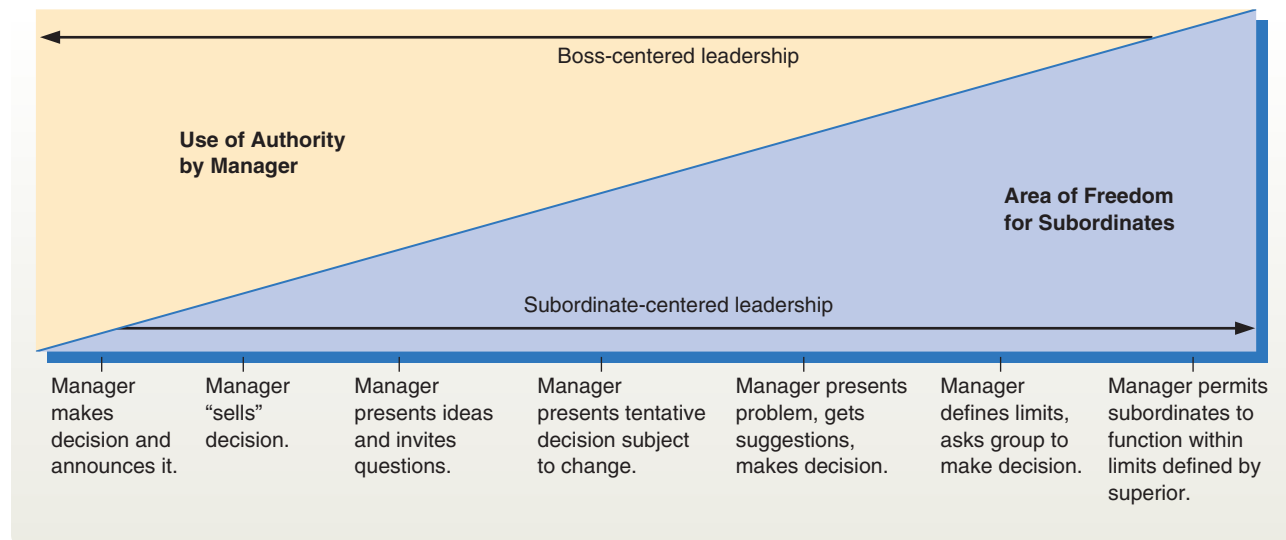 Boss-centered leadership
Use of Authority
by Manager
Area of Freedom
for Subordinates
Subordinate-centered leadership
Manager
makes
decision and
announces it.
Manager
“sells”
decision.
Manager
presents ideas
and invites
questions.
Manager
presents tentative
decision subject
to change.
Manager presents
problem, gets
suggestions,
makes decision.
Manager
defines limits,
asks group to
make decision.
Manager permits
subordinates to
function within
limits defined by
superior.